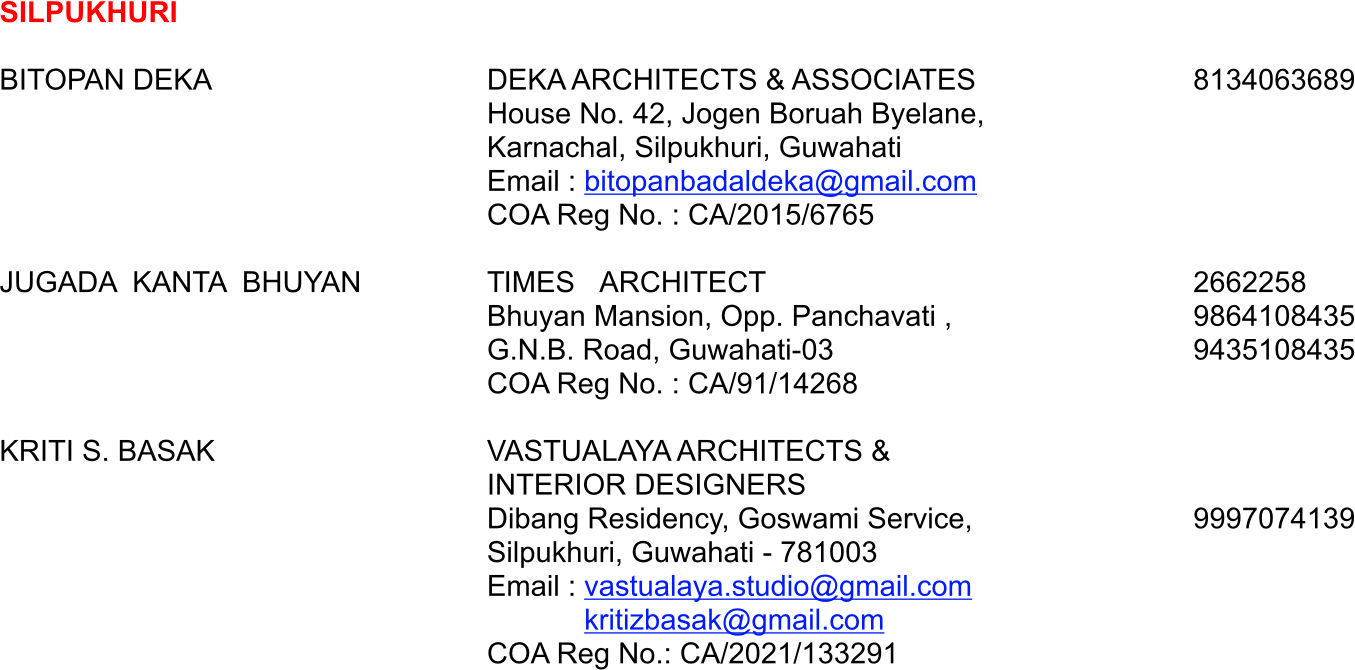 SILPUKHURI
BITOPAN DEKA DEKA ARCHITECTS & ASSOCIATES 8134063689
House No. 42, Jogen Boruah Byelane,
Karnachal, Silpukhuri, Guwahati
Email : bitopanbadaldeka@gmail.com
COA Reg No. : CA/2015/6765
JUGADA KANTA BHUYAN TIMES ARCHITECT 2662258
Bhuyan Mansion, Opp. Panchavati , 9864108435
G.N.B. Road, Guwahati-03 9435108435
COA Reg No. : CA/91/14268
KRITI S. BASAK VASTUALAYA ARCHITECTS &
INTERIOR DESIGNERS
Dibang Residency, Goswami Service, 9997074139
Silpukhuri, Guwahati - 781003
Email : vastualaya.studio@gmail.com
kritizbasak@gmail.com
COA Reg No.: CA/2021/133291